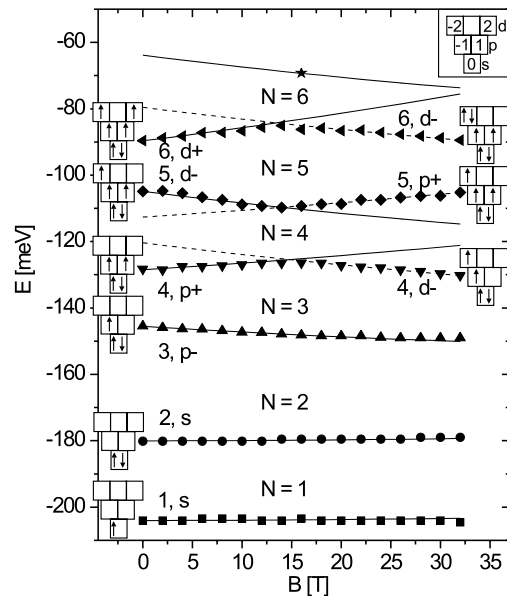 -2 2 d
-1 1 p
0 s
-60
N = 6
-80
6, d+
6, d-
5, d-
N = 5
5, p+
-100
N = 4
-120
4, p+
4, d-
-140
N = 3
3, p-
-160
N = 2
2, s
-180
N = 1
1, s
-200
E [meV]
0 5 10 15 20 25 30 35
B [T]